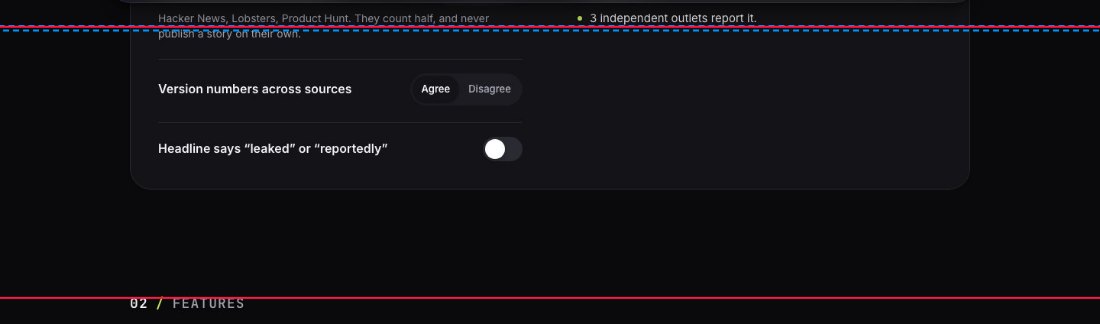 Hacker News, Lobsters, Product Hunt. They count half, and never
publish a story on their own.
3 independent outlets report it.
Version numbers across sources
Agree
Disagree
Headline says “leaked” or “reportedly”
02 / FEATURES